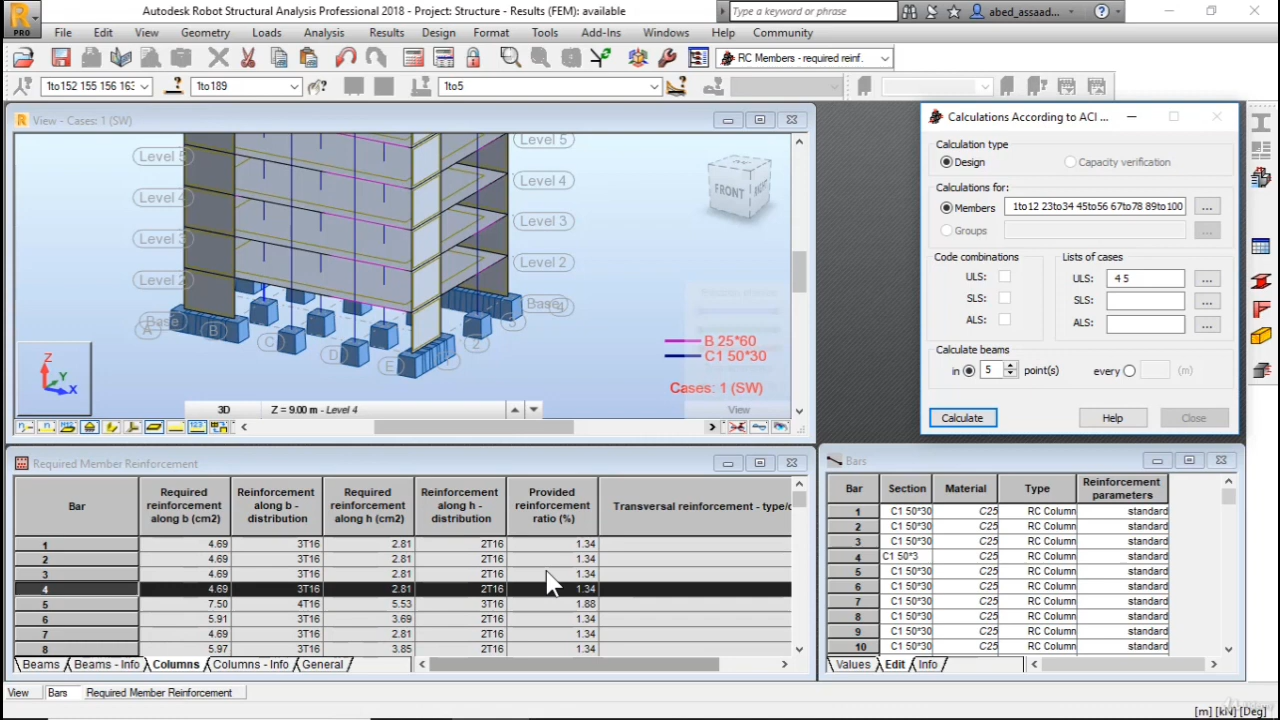 Autodesk Robot Structural Analysis Professional 2018 - Project: Structure - Results (FEM): available
Type a keyword or phrase
abed_assaad...
PRO
File Edit View Geometry Loads Analysis Results Design Format Tools Add-Ins Windows Help Community
RC Members - required reinf.
1to152 155 156 163
1to189
1to5
View - Cases: 1 (SW)
Level 5
Level 4
Level 3
Level 2
Base
A
B
C
D
E
Level 5
Level 4
Level 3
Level 2
Base
4
3
2
FRONT
RIGHT
B 25*60
C1 50*30
Cases: 1 (SW)
View
Z
Y
X
3D
Z = 9.00 m - Level 4
Calculations According to ACI ...
Calculation type
Design
Capacity verification
Calculations for:
Members
1to12 23to34 45to56 67to78 89to100
...
Groups
...
Code combinations
Lists of cases
ULS:
ULS: 4 5 ...
SLS:
SLS: ...
ALS:
ALS: ...
Calculate beams
in 5 point(s) every (m)
Calculate Help Close
Required Member Reinforcement
Bar
Required reinforcement along b (cm2)
Reinforcement along b - distribution
Required reinforcement along h (cm2)
Reinforcement along h - distribution
Provided reinforcement ratio (%)
Transversal reinforcement - type/d
1 4.69 3T16 2.81 2T16 1.34
2 4.69 3T16 2.81 2T16 1.34
3 4.69 3T16 2.81 2T16 1.34
4 4.69 3T16 2.81 2T16 1.34
5 7.50 4T16 5.53 3T16 1.88
6 5.91 3T16 3.69 2T16 1.34
7 4.69 3T16 2.81 2T16 1.34
8 5.97 3T16 3.85 2T16 1.34
Beams Beams - Info Columns Columns - Info General
Bars
Bar Section Material Type Reinforcement parameters
1 C1 50*30 C25 RC Column standard
2 C1 50*30 C25 RC Column standard
3 C1 50*30 C25 RC Column standard
4 C1 50*3 C25 RC Column standard
5 C1 50*30 C25 RC Column standard
6 C1 50*30 C25 RC Column standard
7 C1 50*30 C25 RC Column standard
8 C1 50*30 C25 RC Column standard
9 C1 50*30 C25 RC Column standard
10 C1 50*30 C25 RC Column standard
Values Edit Info
View Bars Required Member Reinforcement
[m] [kN] [Deg]